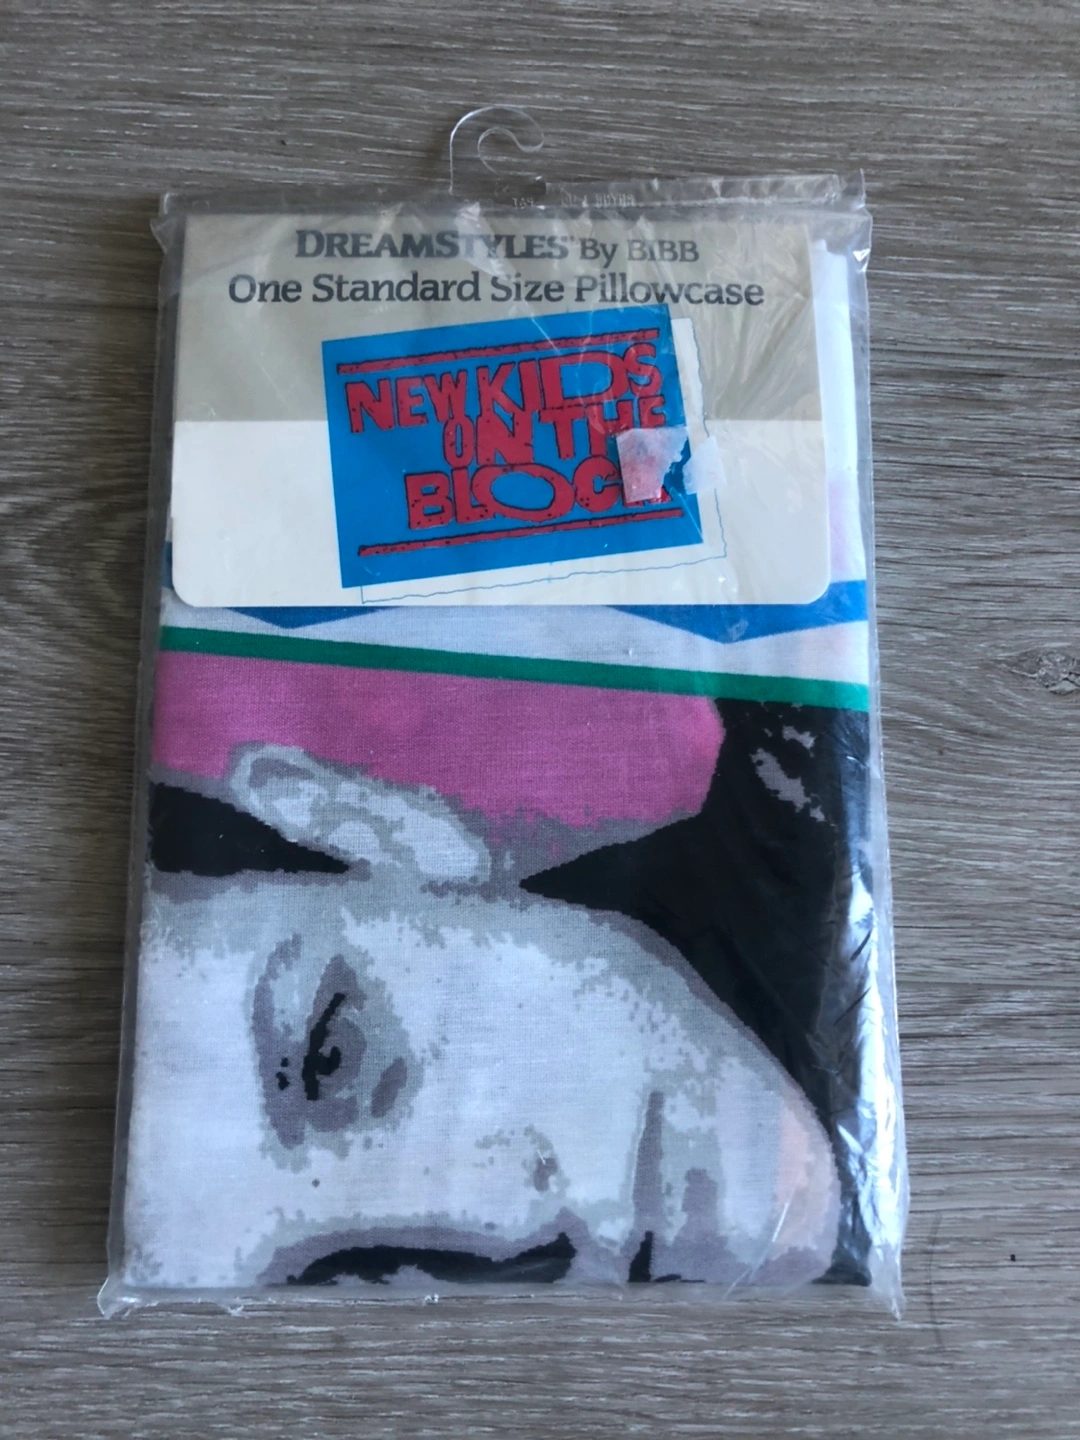 DREAMSTYLES By BIBB
One Standard Size Pillowcase
NEW KIDS
ON THE
BLOCK